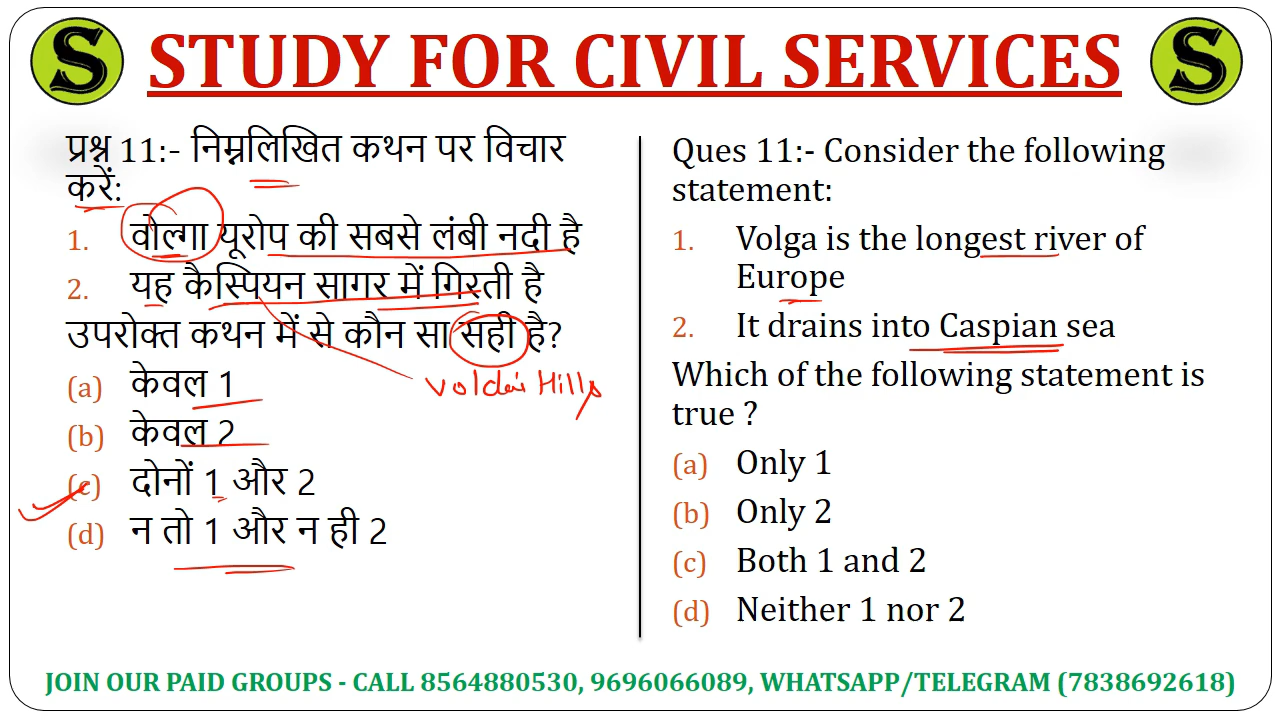 S
STUDY FOR CIVIL SERVICES
S
प्रश्न 11:- निम्नलिखित कथन पर विचार
करें:
1. वोल्गा यूरोप की सबसे लंबी नदी है
2. यह कैस्पियन सागर में गिरती है
उपरोक्त कथन में से कौन सा सही है?
(a) केवल 1
Voldai Hills
(b) केवल 2
(c) दोनों 1 और 2
(d) न तो 1 और न ही 2
Ques 11:- Consider the following
statement:
1. Volga is the longest river of
Europe
2. It drains into Caspian sea
Which of the following statement is
true ?
(a) Only 1
(b) Only 2
(c) Both 1 and 2
(d) Neither 1 nor 2
JOIN OUR PAID GROUPS - CALL 8564880530, 9696066089, WHATSAPP/TELEGRAM (7838692618)